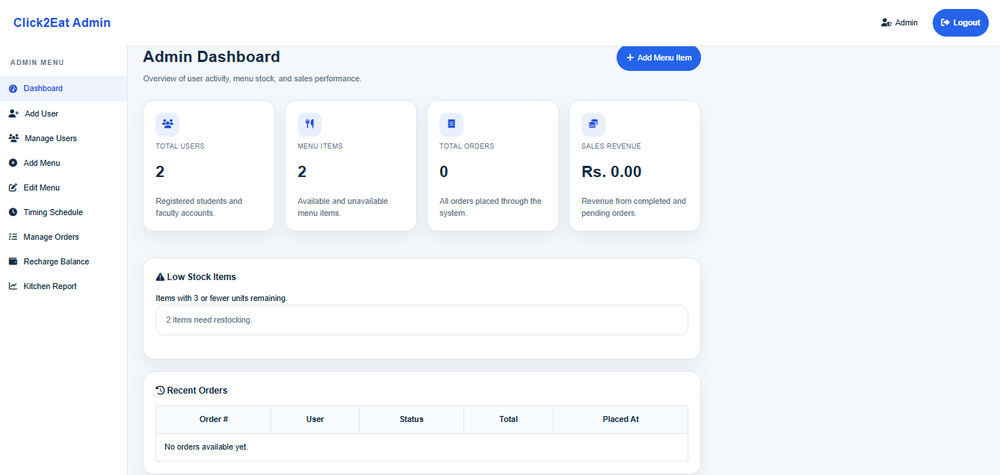 Click2Eat Admin
Admin
Logout
ADMIN MENU
Dashboard
Add User
Manage Users
Add Menu
Edit Menu
Timing Schedule
Manage Orders
Recharge Balance
Kitchen Report
Admin Dashboard
Add Menu Item
Overview of user activity, menu stock, and sales performance.
TOTAL USERS
2
Registered students and
faculty accounts.
MENU ITEMS
2
Available and unavailable
menu items.
TOTAL ORDERS
0
All orders placed through the
system.
SALES REVENUE
Rs. 0.00
Revenue from completed and
pending orders.
Low Stock Items
Items with 3 or fewer units remaining.
2 items need restocking.
Recent Orders
Order # User Status Total Placed At
No orders available yet.